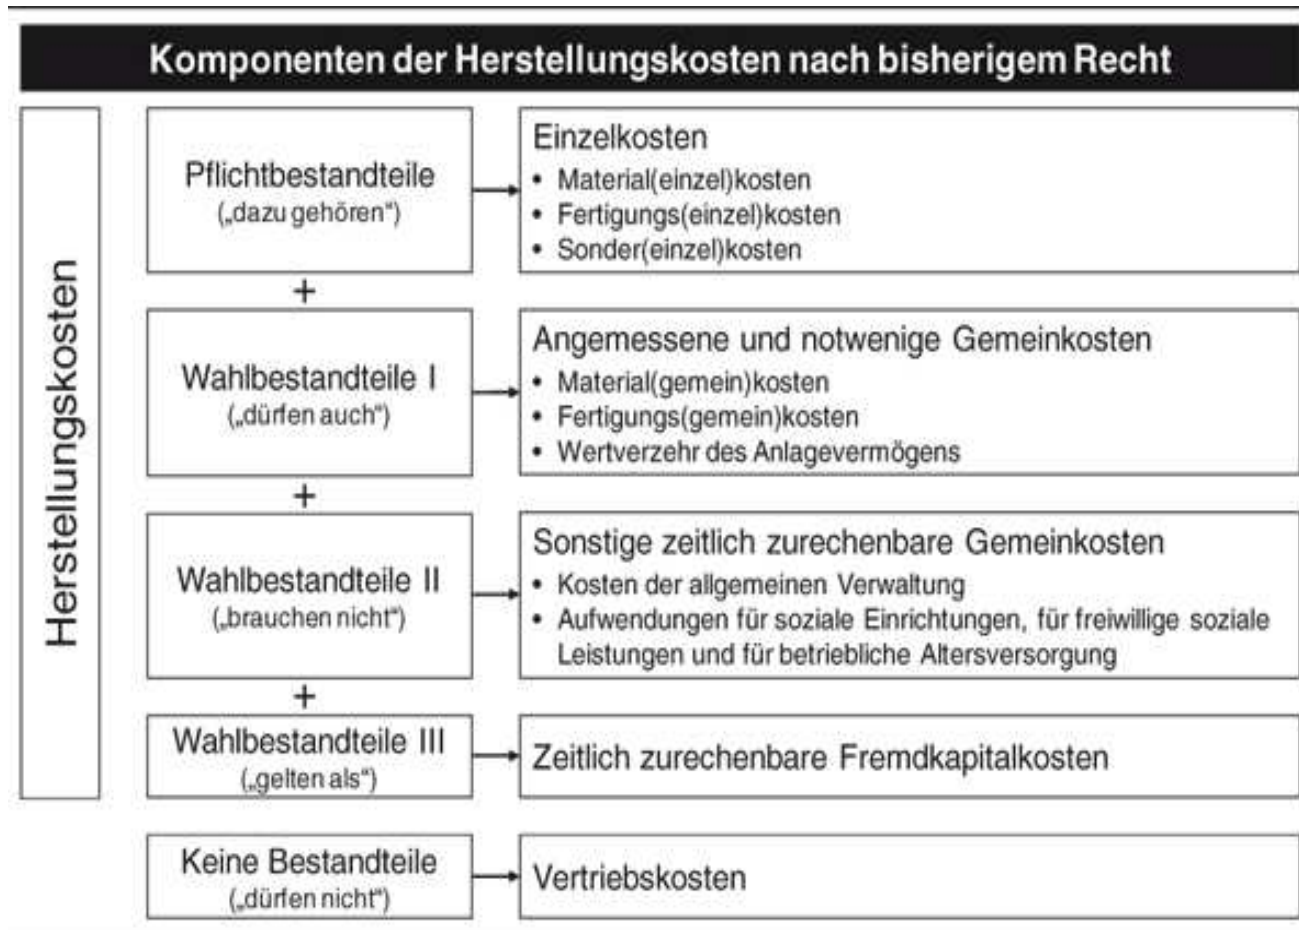 Komponenten der Herstellungskosten nach bisherigem Recht
Herstellungskosten
Pflichtbestandteile
(„dazu gehören“)
Einzelkosten
• Material(einzel)kosten
• Fertigungs(einzel)kosten
• Sonder(einzel)kosten
+
Wahlbestandteile I
(„dürfen auch“)
Angemessene und notwenige Gemeinkosten
• Material(gemein)kosten
• Fertigungs(gemein)kosten
• Wertverzehr des Anlagevermögens
+
Wahlbestandteile II
(„brauchen nicht“)
Sonstige zeitlich zurechenbare Gemeinkosten
• Kosten der allgemeinen Verwaltung
• Aufwendungen für soziale Einrichtungen, für freiwillige soziale
Leistungen und für betriebliche Altersversorgung
+
Wahlbestandteile III
(„gelten als“)
Zeitlich zurechenbare Fremdkapitalkosten
Keine Bestandteile
(„dürfen nicht“)
Vertriebskosten